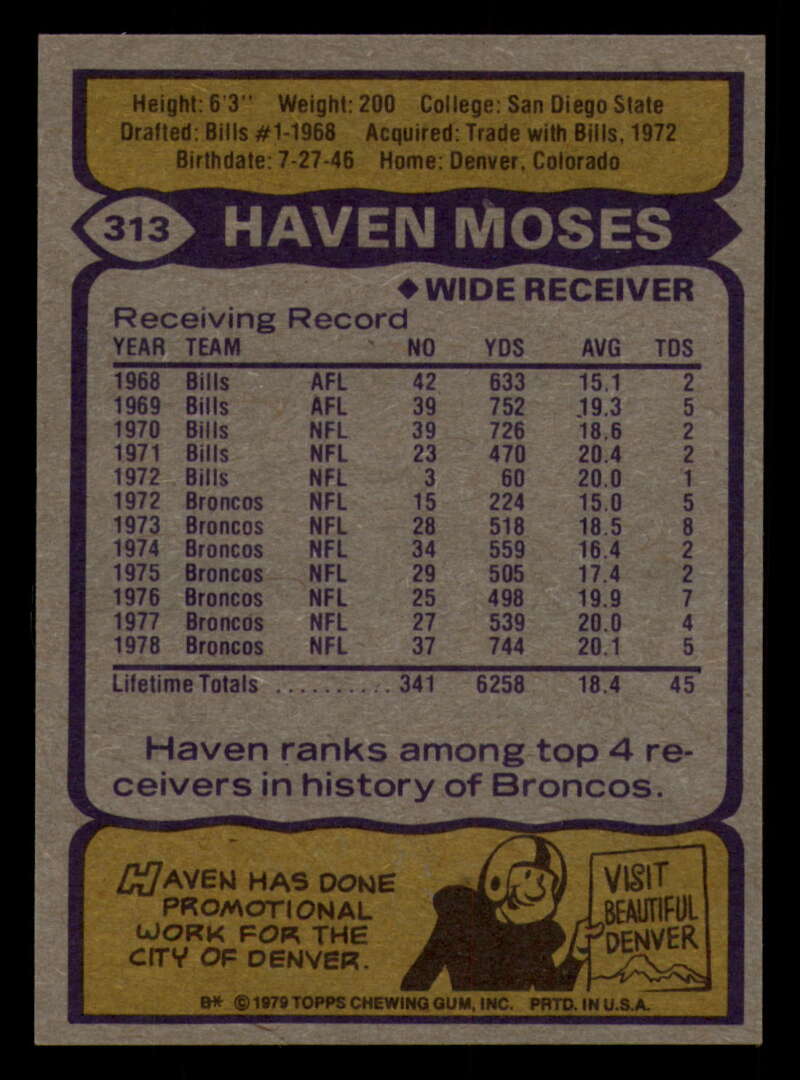 Height: 6'3" Weight: 200 College: San Diego State
Drafted: Bills #1-1968 Acquired: Trade with Bills, 1972
Birthdate: 7-27-46 Home: Denver, Colorado
313 HAVEN MOSES
◆ WIDE RECEIVER
Receiving Record
YEAR TEAM NO YDS AVG TDS
1968 Bills AFL 42 633 15.1 2
1969 Bills AFL 39 752 19.3 5
1970 Bills NFL 39 726 18.6 2
1971 Bills NFL 23 470 20.4 2
1972 Bills NFL 3 60 20.0 1
1972 Broncos NFL 15 224 15.0 5
1973 Broncos NFL 28 518 18.5 8
1974 Broncos NFL 34 559 16.4 2
1975 Broncos NFL 29 505 17.4 2
1976 Broncos NFL 25 498 19.9 7
1977 Broncos NFL 27 539 20.0 4
1978 Broncos NFL 37 744 20.1 5
Lifetime Totals .......... 341 6258 18.4 45
Haven ranks among top 4 re-
ceivers in history of Broncos.
HAVEN HAS DONE
PROMOTIONAL
WORK FOR THE
CITY OF DENVER.
VISIT
BEAUTIFUL
DENVER
B* © 1979 TOPPS CHEWING GUM, INC. PRTD. IN U.S.A.